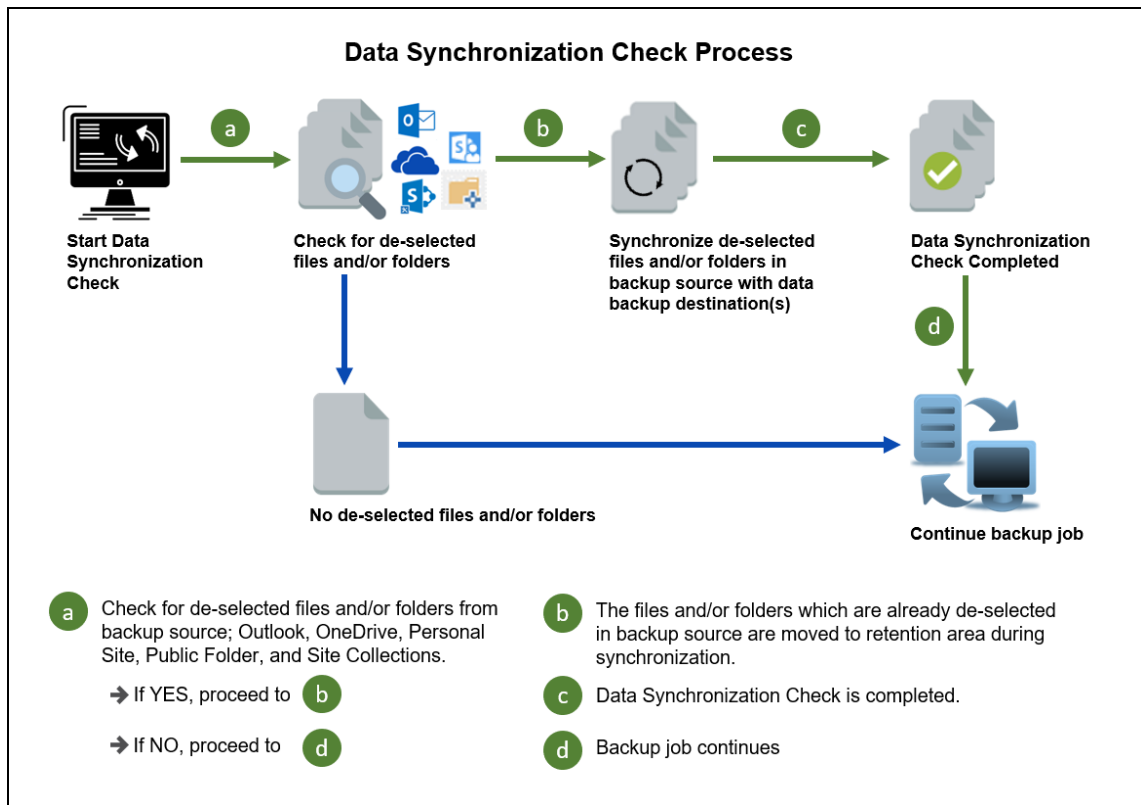 Data Synchronization Check Process
a
b
c
Start Data
Synchronization
Check
Check for de-selected
files and/or folders
Synchronize de-selected
files and/or folders in
backup source with data
backup destination(s)
Data Synchronization
Check Completed
d
No de-selected files and/or folders
Continue backup job
a
Check for de-selected files and/or folders from
backup source; Outlook, OneDrive, Personal
Site, Public Folder, and Site Collections.
➔ If YES, proceed to b
➔ If NO, proceed to d
b
The files and/or folders which are already de-selected
in backup source are moved to retention area during
synchronization.
c
Data Synchronization Check is completed.
d
Backup job continues